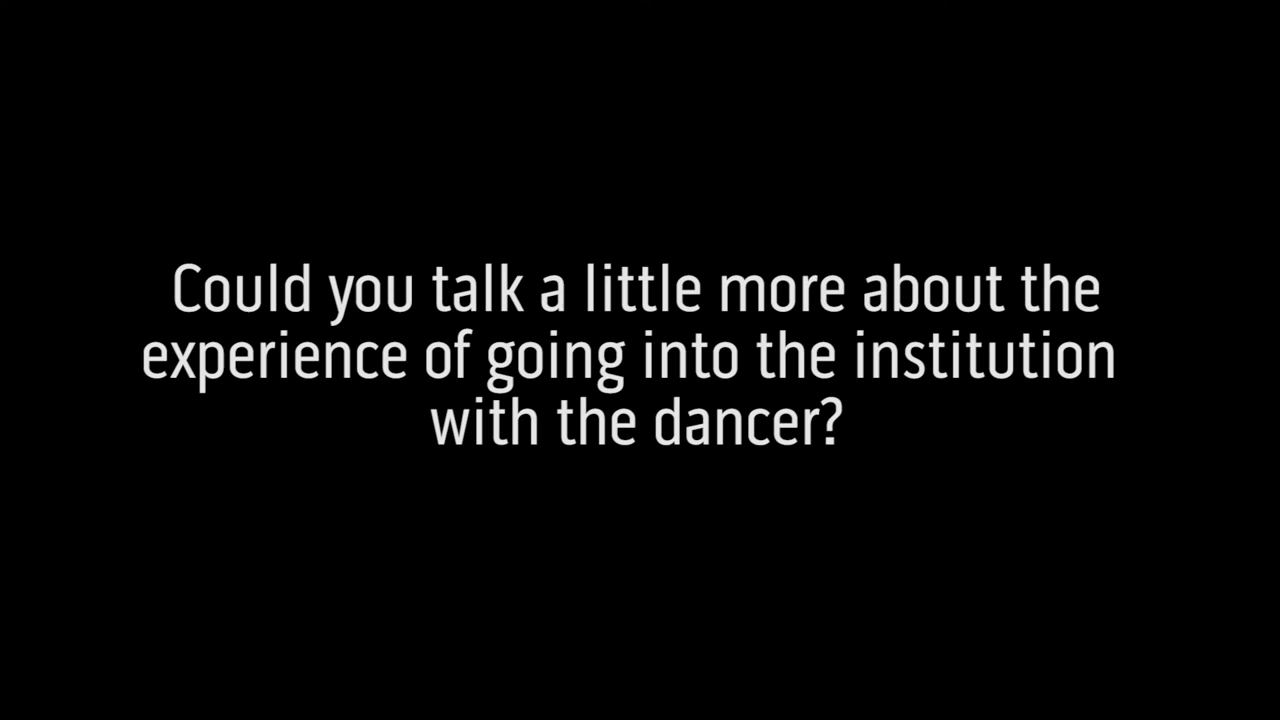 Could you talk a little more about the
experience of going into the institution
with the dancer?